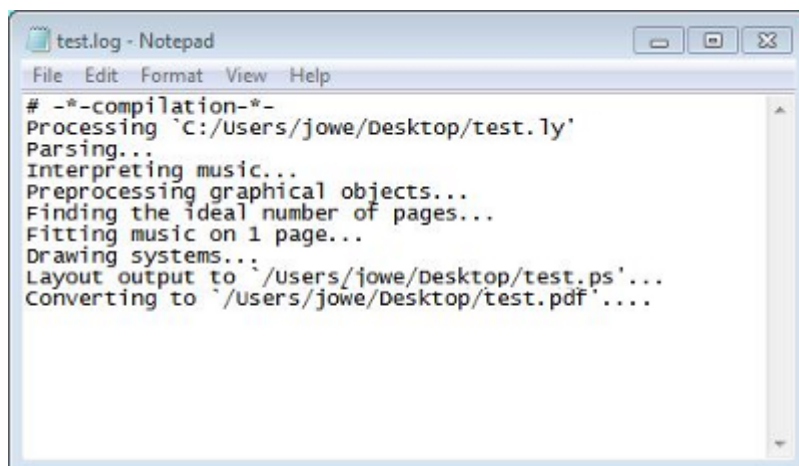 test.log - Notepad
File Edit Format View Help
# -*-compilation-*-
Processing `C:/Users/jowe/Desktop/test.ly'
Parsing...
Interpreting music...
Preprocessing graphical objects...
Finding the ideal number of pages...
Fitting music on 1 page...
Drawing systems...
Layout output to `/Users/jowe/Desktop/test.ps'...
Converting to `/Users/jowe/Desktop/test.pdf'....